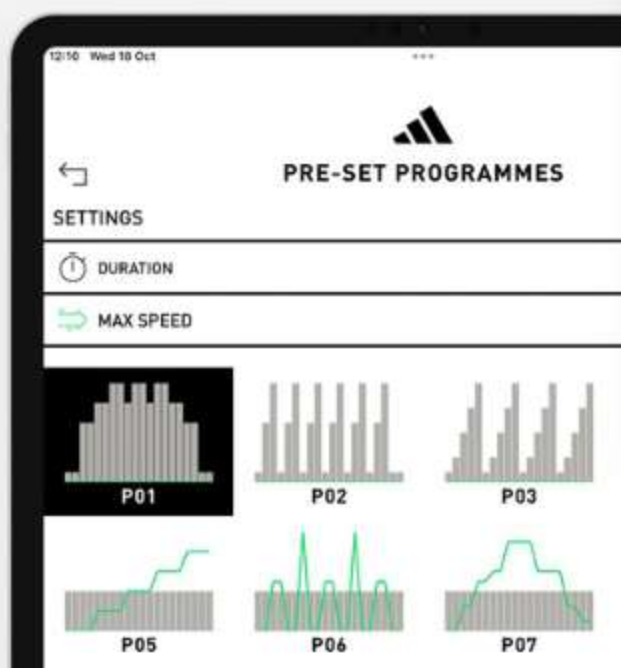 12:10 Wed 18 Oct
PRE-SET PROGRAMMES
SETTINGS
DURATION
MAX SPEED
P01 P02 P03
P05 P06 P07